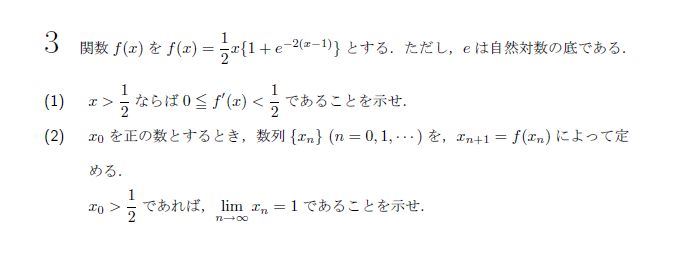 3 関数 f(x) を f(x) = \frac{1}{2}x{1 + e^{-2(x-1)}} とする．ただし，e は自然対数の底である．
(1) x > \frac{1}{2} ならば 0 ≦ f′(x) < \frac{1}{2} であることを示せ．
(2) x_0 を正の数とするとき，数列 {x_n} (n = 0, 1, ⋯) を，x_{n+1} = f(x_n) によって定
める．
x_0 > \frac{1}{2} であれば，\lim_{n→∞} x_n = 1 であることを示せ．